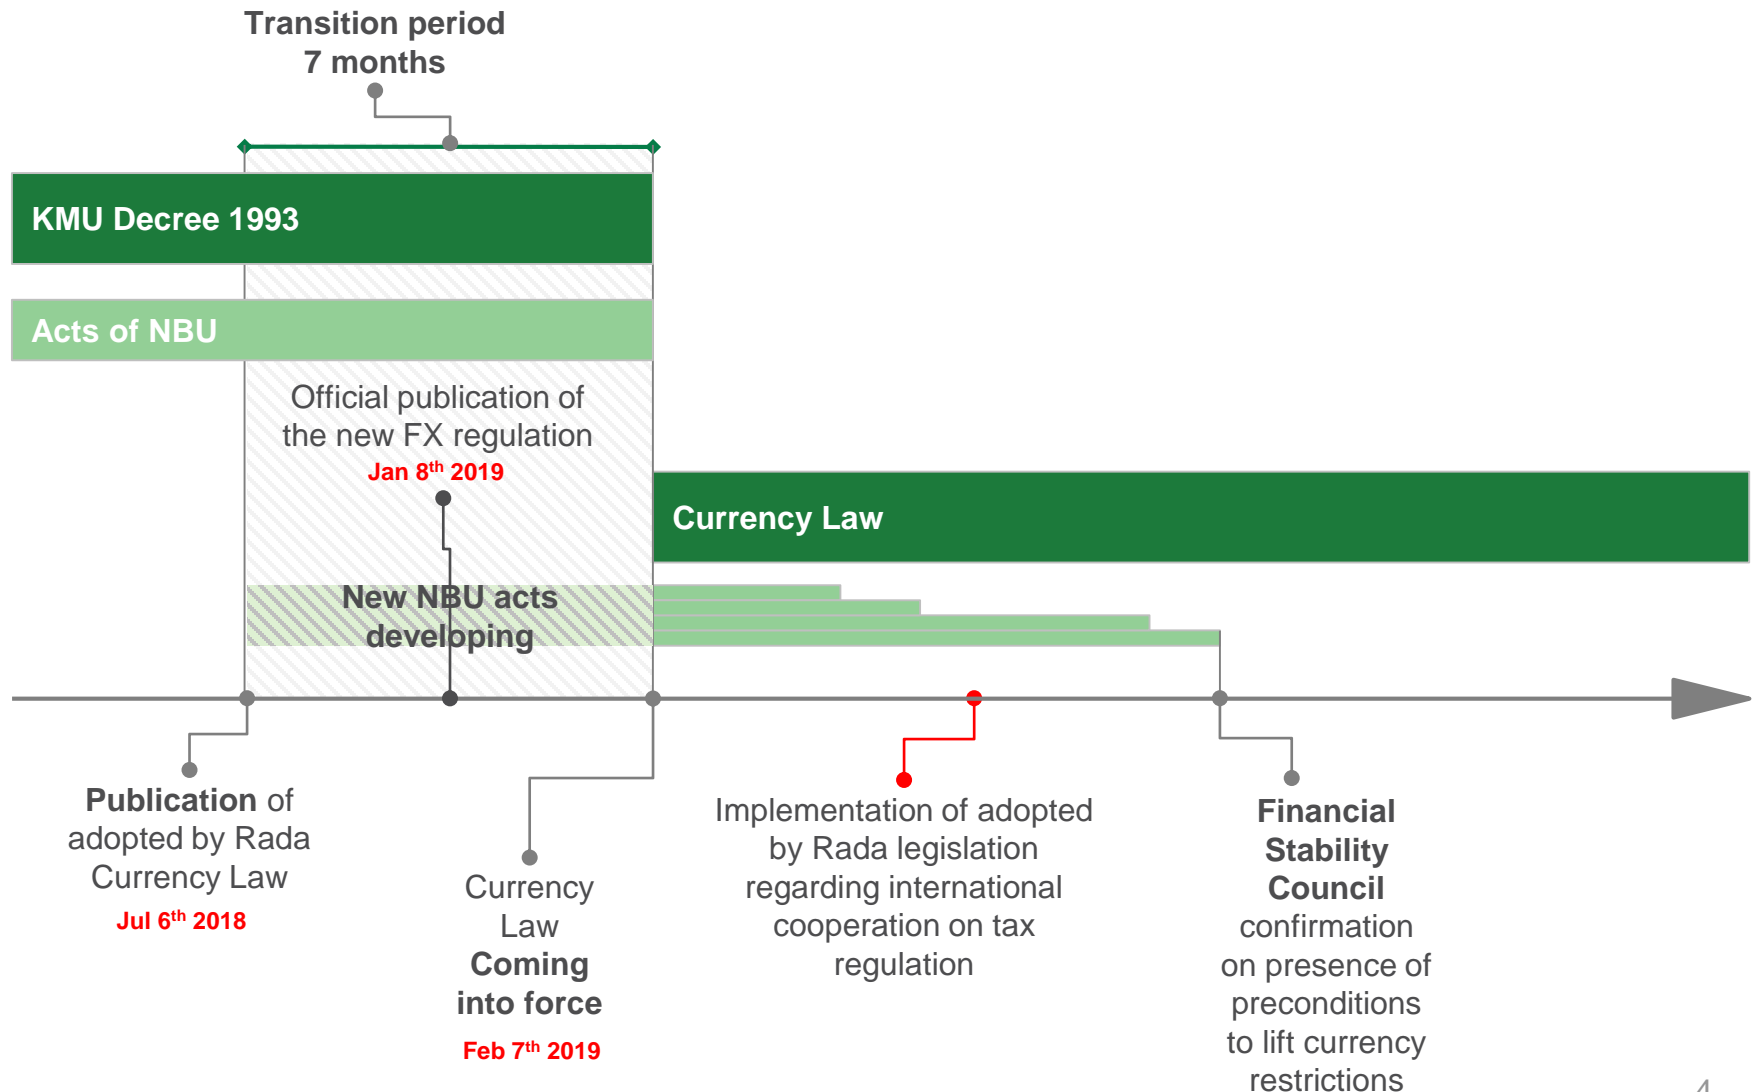 Transition period
7 months
KMU Decree 1993
Acts of NBU
Official publication of
the new FX regulation
Jan 8th 2019
Currency Law
New NBU acts
developing
Publication of
adopted by Rada
Currency Law
Jul 6th 2018
Currency
Law
Coming
into force
Feb 7th 2019
Implementation of adopted
by Rada legislation
regarding international
cooperation on tax
regulation
Financial
Stability
Council
confirmation
on presence of
preconditions
to lift currency
restrictions
4